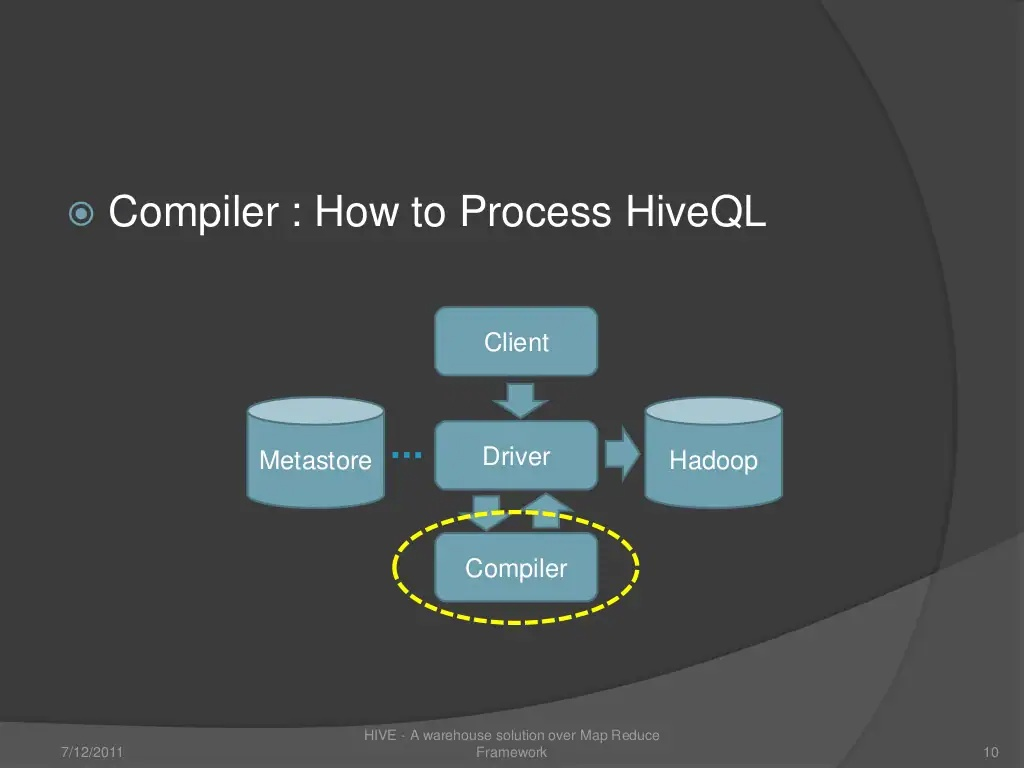 Compiler : How to Process HiveQL
Client
Metastore
Driver
Hadoop
Compiler
7/12/2011
HIVE - A warehouse solution over Map Reduce
Framework
10